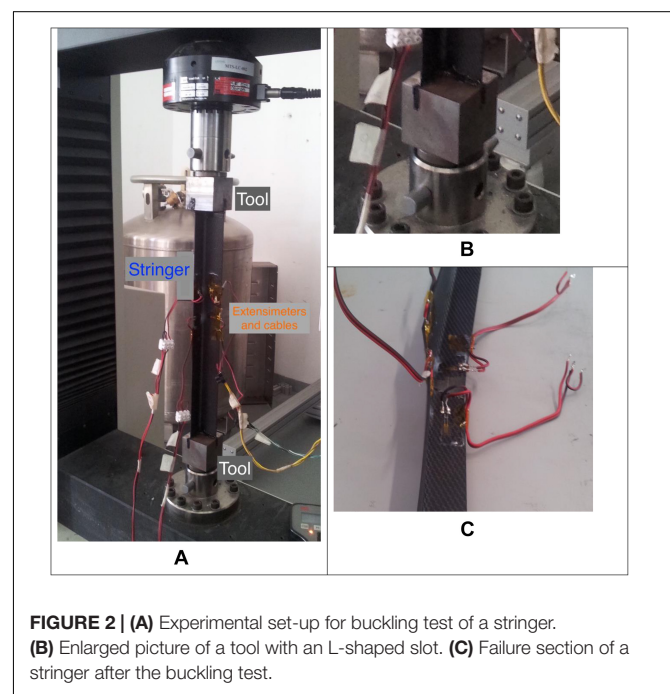 Tool
Stringer
Extensimeters
and cables
Tool
A
B
C
FIGURE 2 | (A) Experimental set-up for buckling test of a stringer.
(B) Enlarged picture of a tool with an L-shaped slot. (C) Failure section of a
stringer after the buckling test.